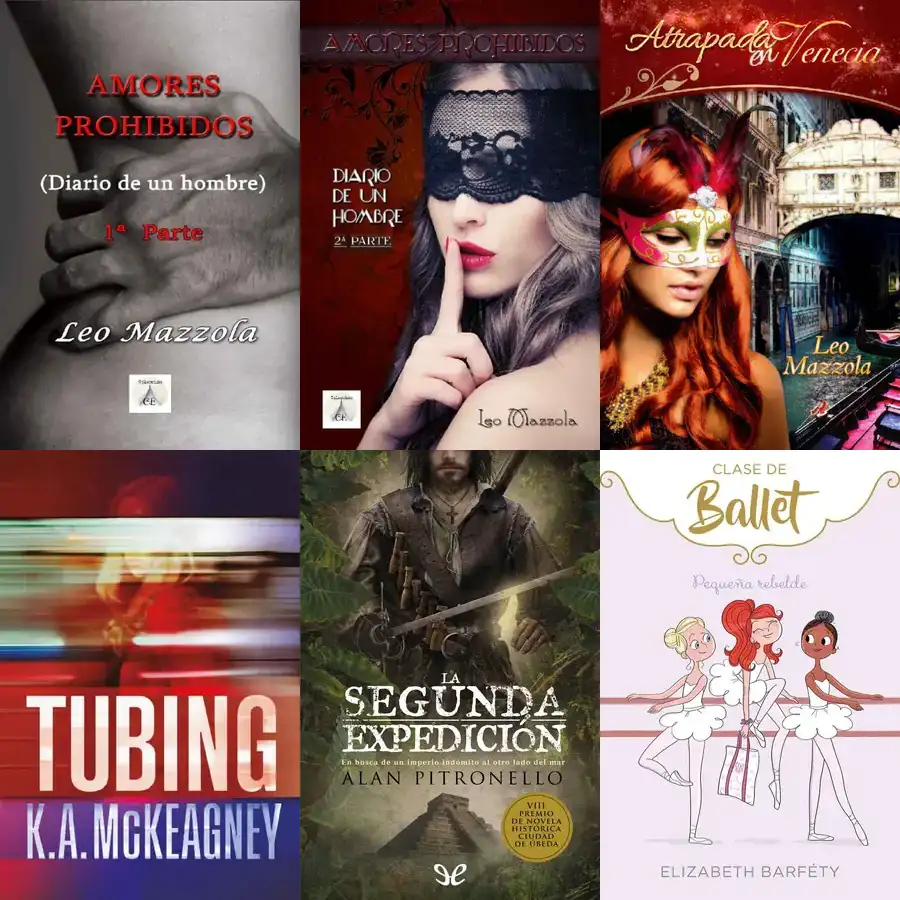 AMORES
PROHIBIDOS
(Diario de un hombre)
1ª Parte
Leo Mazzola
C.E.
AMORES PROHIBIDOS
DIARIO
DE UN
HOMBRE
2ª PARTE
C.E.
Leo Mazzola
Atrapada
en Venecia
Leo
Mazzola
TUBING
K.A. McKEAGNEY
LA
SEGUNDA
EXPEDICIÓN
En busca de un imperio indómito al otro lado del mar
ALAN PITRONELLO
VIII
PREMIO
DE NOVELA
HISTÓRICA
CIUDAD
DE ÚBEDA
CLASE DE
Ballet
Pequeña rebelde
ELIZABETH BARFÉTY